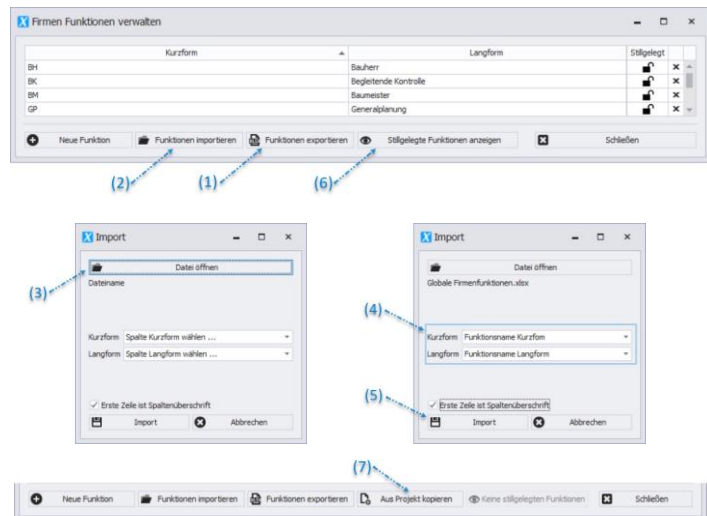 Firmen Funktionen verwalten
Kurzform Langform Stillgelegt
BH Bauherr
BK Begleitende Kontrolle
BM Baumeister
GP Generalplanung
Neue Funktion Funktionen importieren Funktionen exportieren Stillgelegte Funktionen anzeigen Schließen
(2) (1) (6)
Import
(3) Datei öffnen
Dateiname
Kurzform Spalte Kurzform wählen ...
Langform Spalte Langform wählen ...
Erste Zeile ist Spaltenüberschrift
Import Abbrechen
Import
Datei öffnen
Globale Firmenfunktionen.xlsx
(4)
Kurzform Funktionsname Kurzfom
Langform Funktionsname Langform
Erste Zeile ist Spaltenüberschrift
(5)
Import Abbrechen
(7)
Neue Funktion Funktionen importieren Funktionen exportieren Aus Projekt kopieren Keine stillgelegten Funktionen Schließen